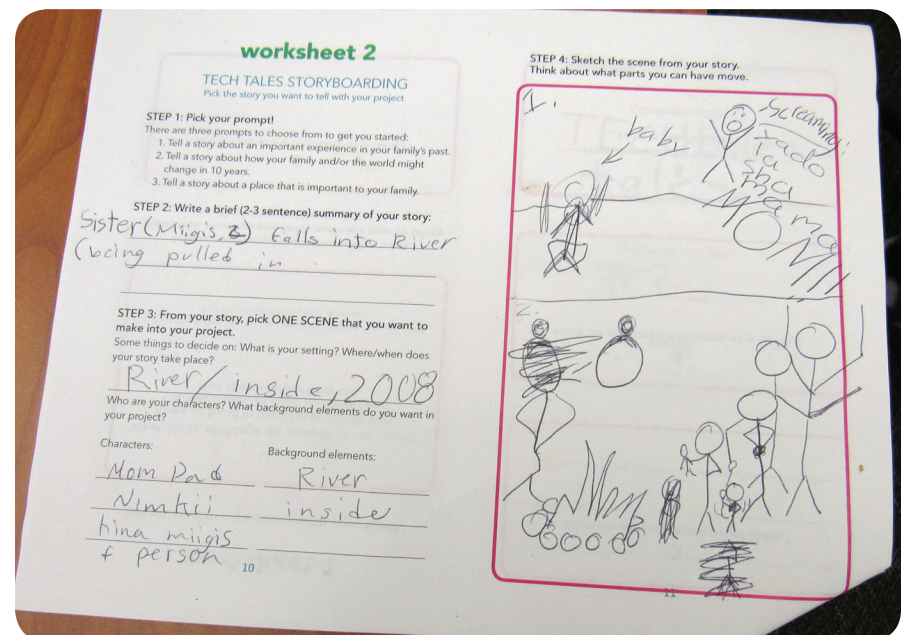 worksheet 2
TECH TALES STORYBOARDING
Pick the story you want to tell with your project
STEP 1: Pick your prompt!
There are three prompts to choose from to get you started:
1. Tell a story about an important experience in your family's past.
2. Tell a story about how your family and/or the world might
change in 10 years.
3. Tell a story about a place that is important to your family.
STEP 2: Write a brief (2-3 sentence) summary of your story:
Sister (Miigis, 3) falls into River
(being pulled in
STEP 3: From your story, pick ONE SCENE that you want to
make into your project.
Some things to decide on: What is your setting? Where/when does
your story take place?
River/inside, 2008
Who are your characters? What background elements do you want in
your project?
Characters:
Mom Dad
Nimkii
hina miigis
+ person
Background elements:
River
inside
10
STEP 4: Sketch the scene from your story.
Think about what parts you can have move.
1.
baby
Screaming:
sha
mama
2.
11